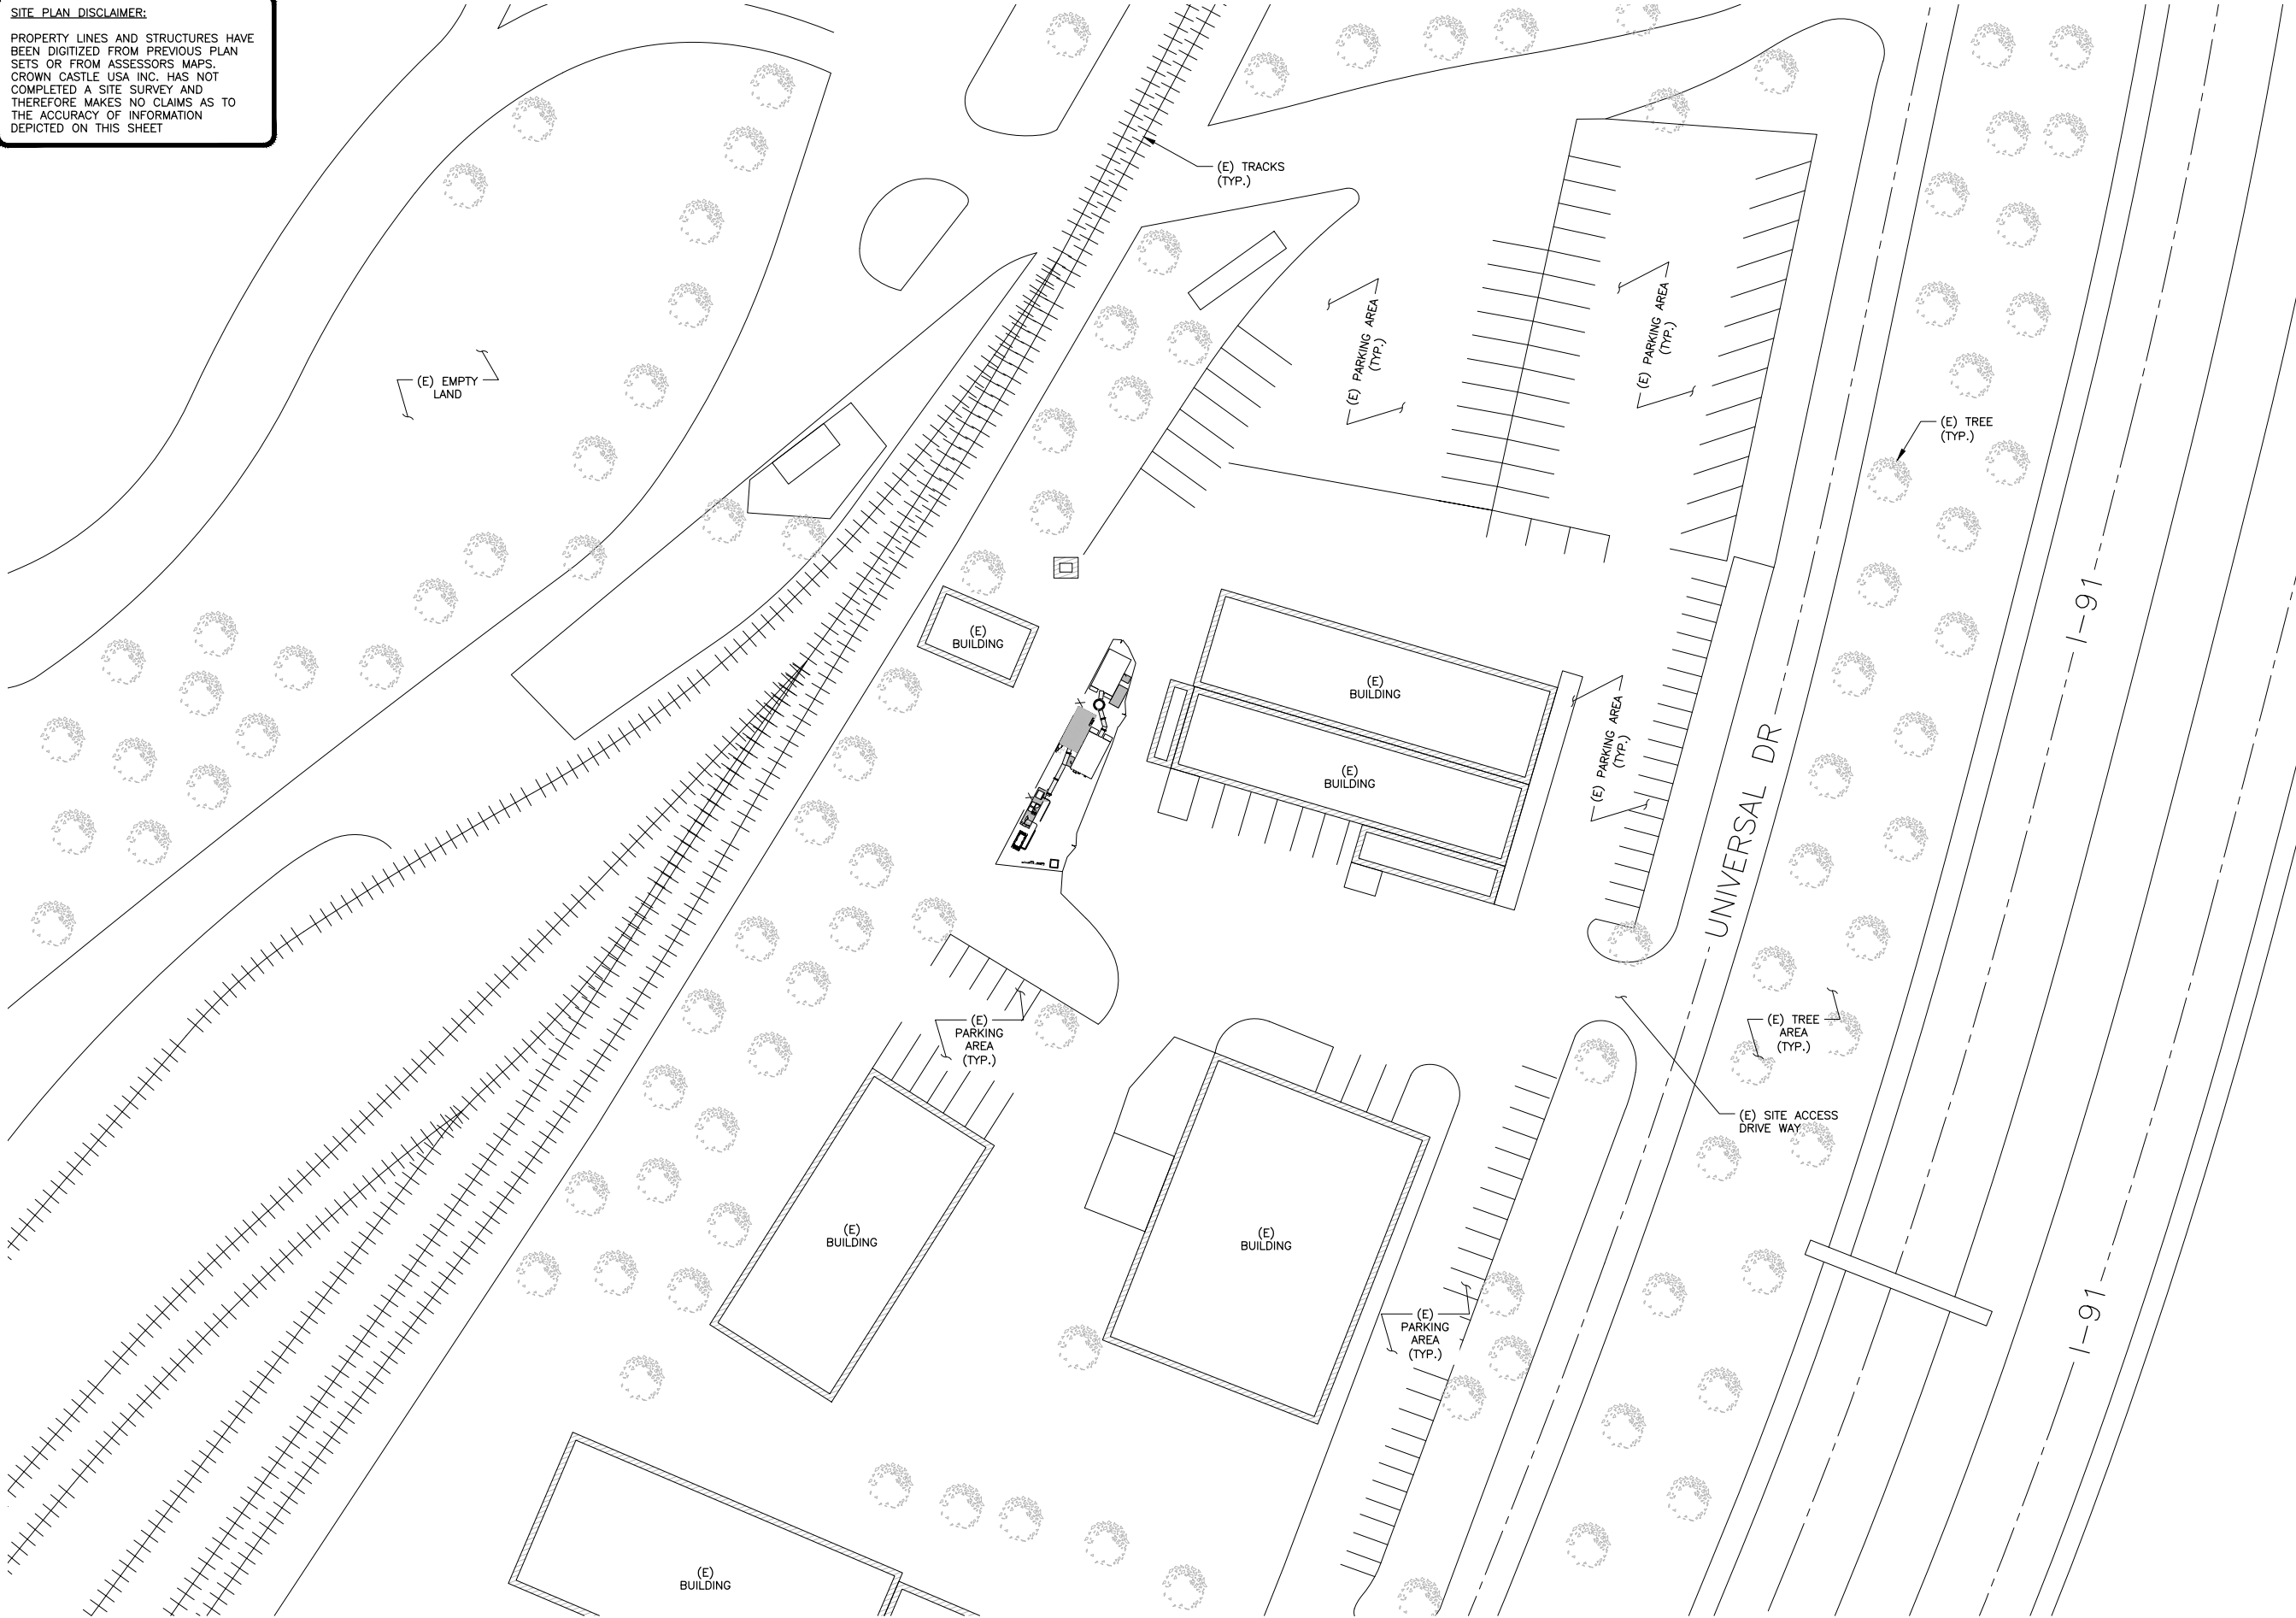 SITE PLAN DISCLAIMER:
PROPERTY LINES AND STRUCTURES HAVE
BEEN DIGITIZED FROM PREVIOUS PLAN
SETS OR FROM ASSESSORS MAPS.
CROWN CASTLE USA INC. HAS NOT
COMPLETED A SITE SURVEY AND
THEREFORE MAKES NO CLAIMS AS TO
THE ACCURACY OF INFORMATION
DEPICTED ON THIS SHEET
(E) TRACKS
(TYP.)
(E) PARKING AREA
(TYP.)
(E) PARKING AREA
(TYP.)
(E) EMPTY
LAND
(E) TREE
(TYP.)
I-91
(E)
BUILDING
(E)
BUILDING
(E)
BUILDING
(E) PARKING AREA
(TYP.)
UNIVERSAL DR
(E)
PARKING
AREA
(TYP.)
(E) TREE
AREA
(TYP.)
(E) SITE ACCESS
DRIVE WAY
(E)
BUILDING
(E)
BUILDING
(E)
PARKING
AREA
(TYP.)
I-91
(E)
BUILDING